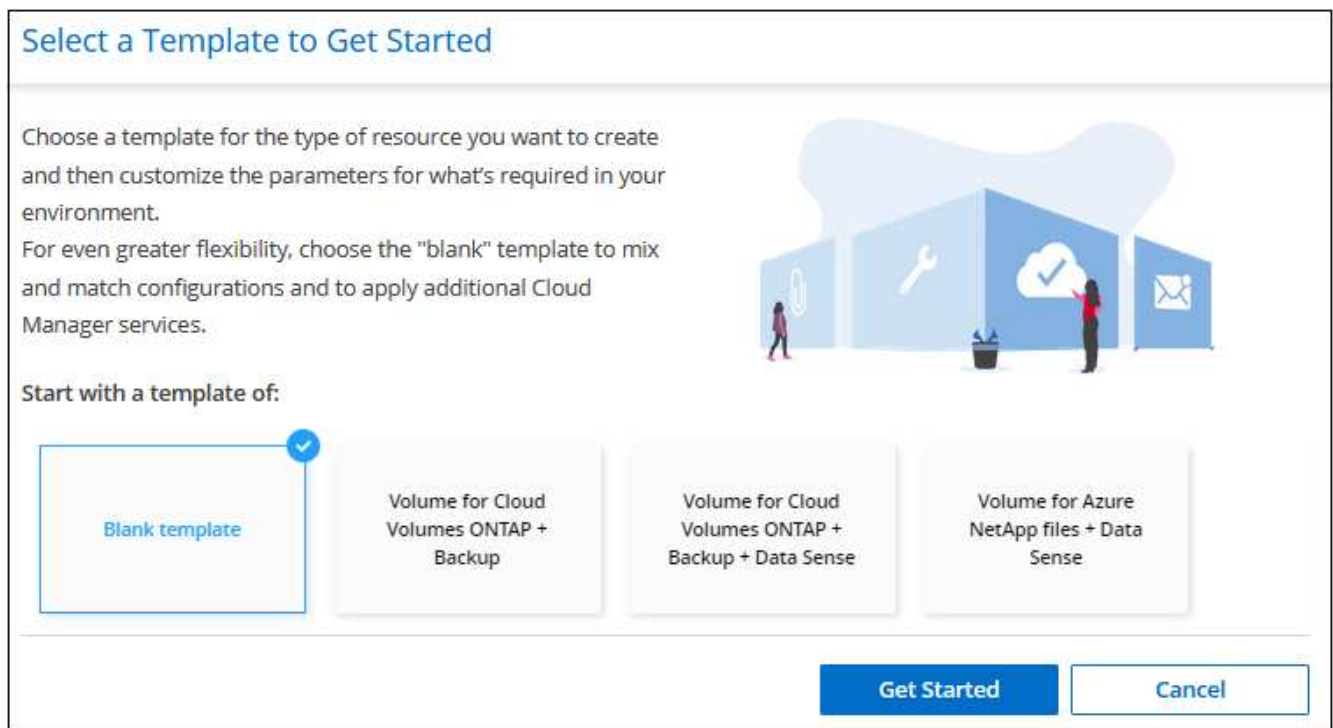 Select a Template to Get Started
Choose a template for the type of resource you want to create
and then customize the parameters for what's required in your
environment.
For even greater flexibility, choose the "blank" template to mix
and match configurations and to apply additional Cloud
Manager services.
Start with a template of:
Blank template
Volume for Cloud
Volumes ONTAP +
Backup
Volume for Cloud
Volumes ONTAP +
Backup + Data Sense
Volume for Azure
NetApp files + Data
Sense
Get Started
Cancel